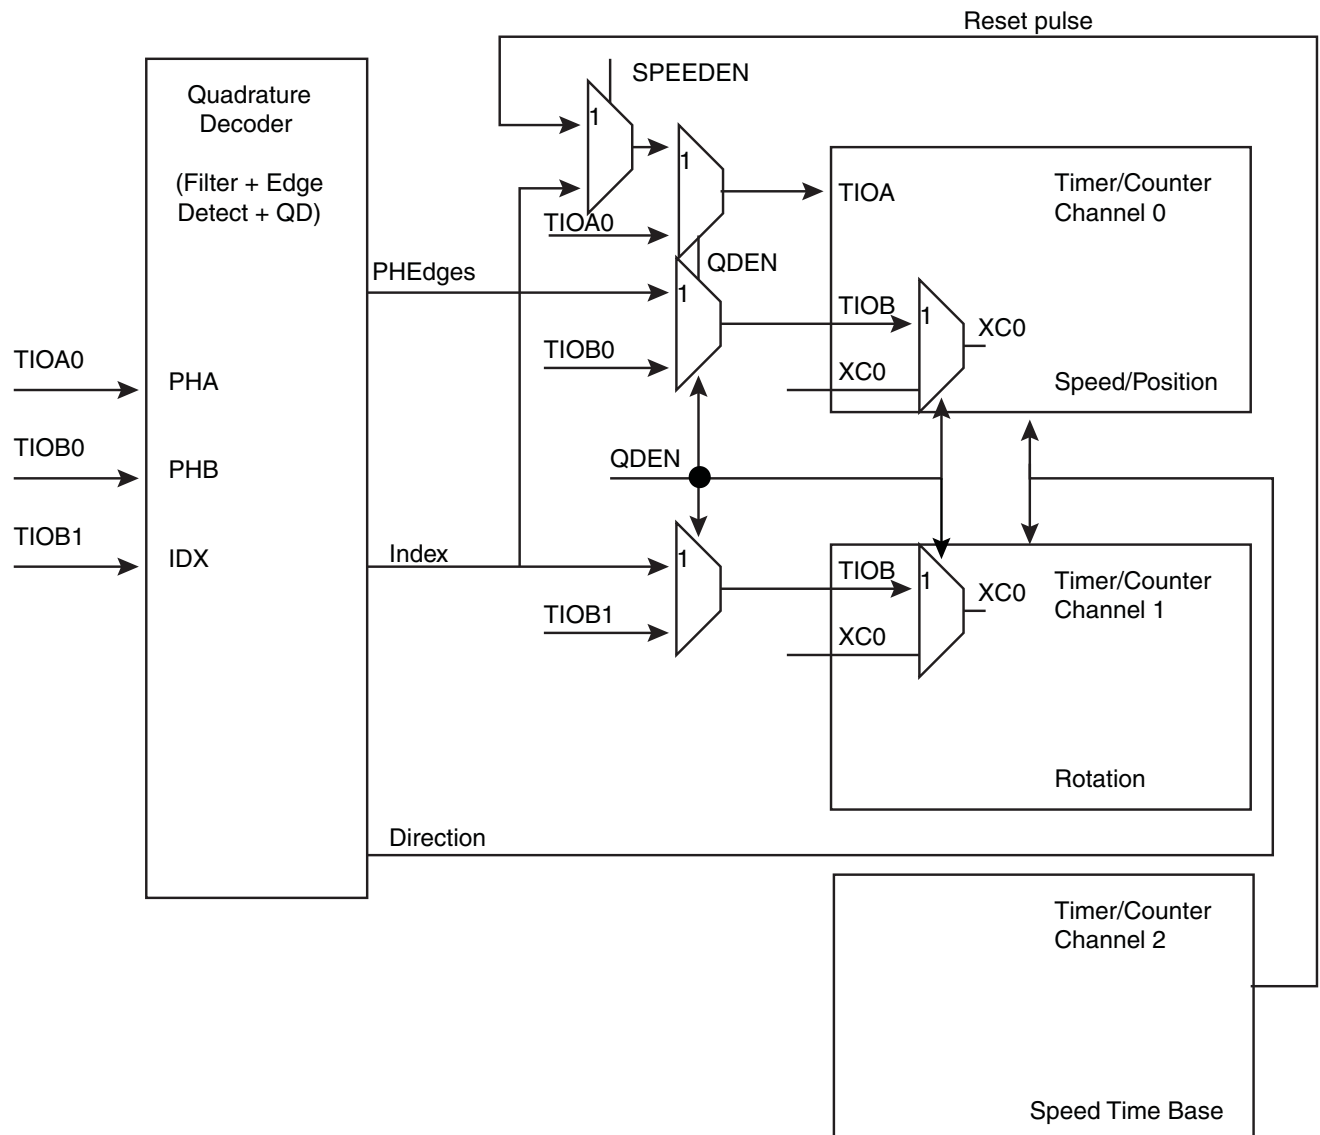 Reset pulse
SPEEDEN
Quadrature
Decoder
(Filter + Edge
Detect + QD)
1
1
TIOA
Timer/Counter
Channel 0
TIOA0
QDEN
PHEdges
1
TIOB
1
XC0
TIOB0
XC0
Speed/Position
TIOA0
PHA
TIOB0
PHB
QDEN
TIOB1
IDX
Index
1
TIOB
1
XC0
Timer/Counter
Channel 1
TIOB1
XC0
Rotation
Direction
Timer/Counter
Channel 2
Speed Time Base